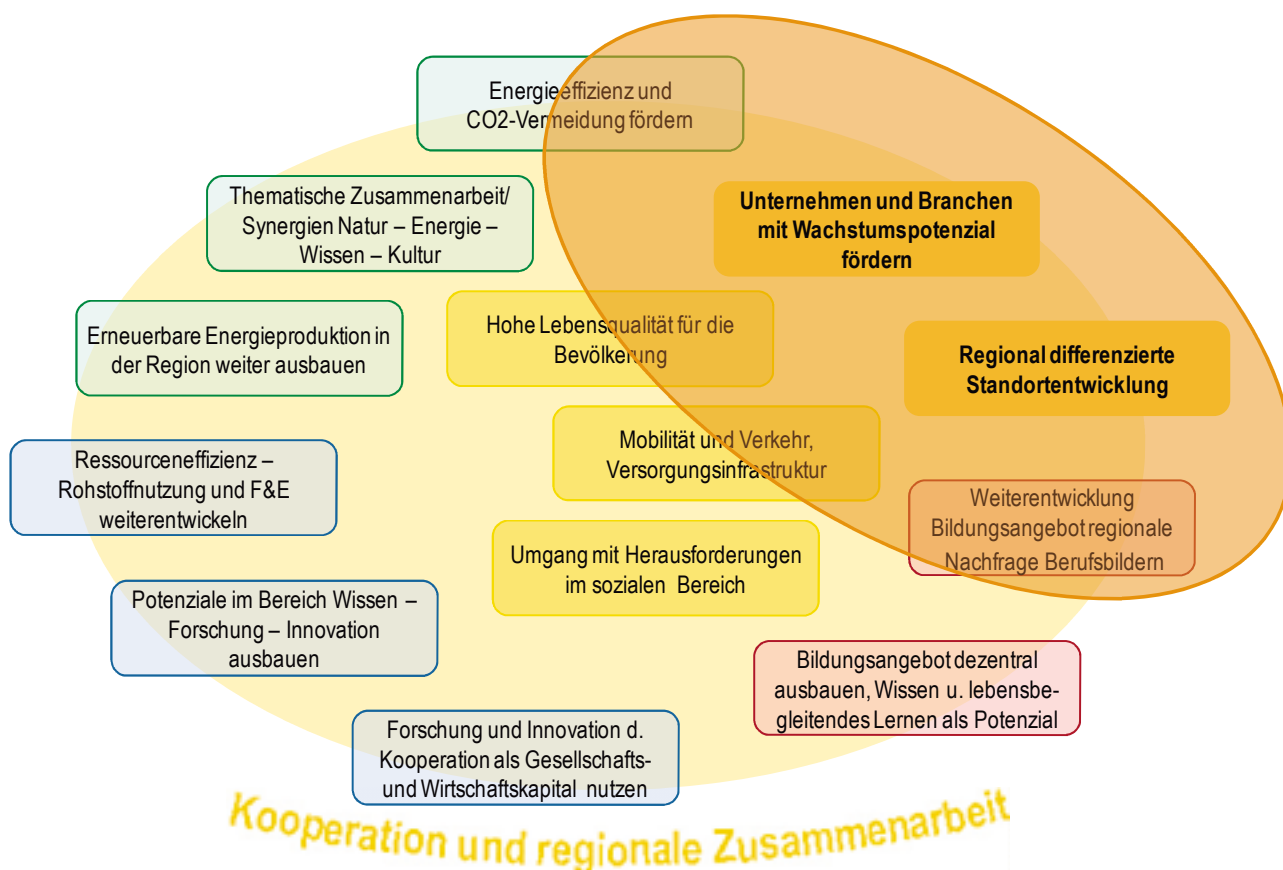 Energieeffizienz und
CO2-Vermeidung fördern
Thematische Zusammenarbeit/
Synergien Natur – Energie –
Wissen – Kultur
Unternehmen und Branchen
mit Wachstumspotenzial
fördern
Erneuerbare Energieproduktion in
der Region weiter ausbauen
Hohe Lebensqualität für die
Bevölkerung
Regional differenzierte
Standortentwicklung
Ressourceneffizienz –
Rohstoffnutzung und F&E
weiterentwickeln
Mobilität und Verkehr,
Versorgungsinfrastruktur
Weiterentwicklung
Bildungsangebot regionale
Nachfrage Berufsbildern
Umgang mit Herausforderungen
im sozialen Bereich
Potenziale im Bereich Wissen –
Forschung – Innovation
ausbauen
Bildungsangebot dezentral
ausbauen, Wissen u. lebensbe-
gleitendes Lernen als Potenzial
Forschung und Innovation d.
Kooperation als Gesellschafts-
und Wirtschaftskapital nutzen
Kooperation und regionale Zusammenarbeit